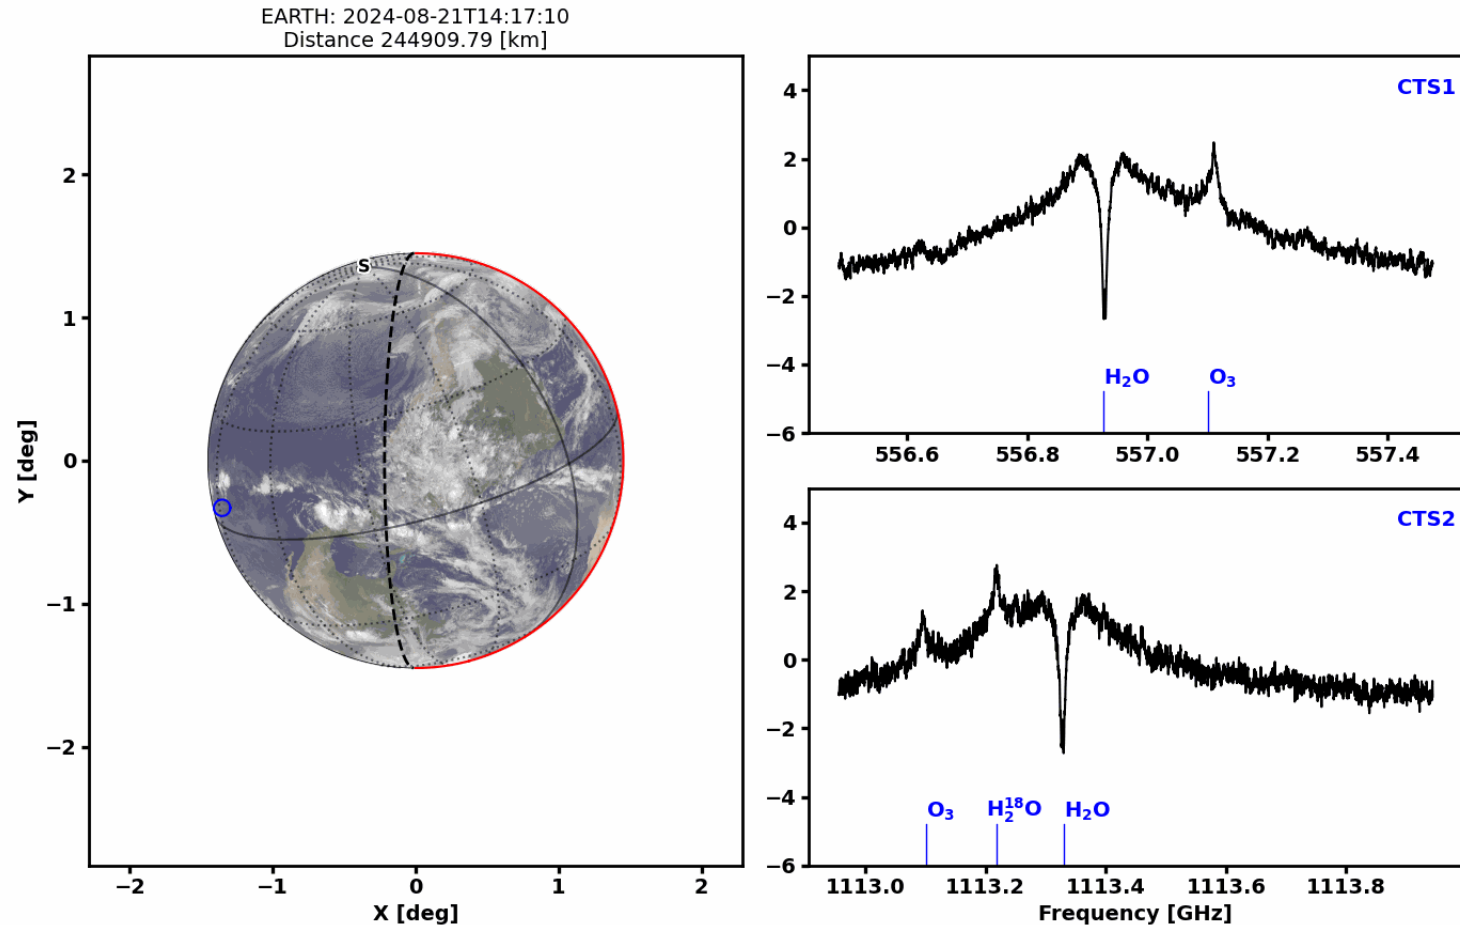 EARTH: 2024-08-21T14:17:10
Distance 244909.79 [km]
Y [deg]
2
1
0
−1
−2
S
−2
−1
0
1
2
X [deg]
CTS1
4
2
0
−2
−4
−6
H₂O
O₃
556.6
556.8
557.0
557.2
557.4
CTS2
4
2
0
−2
−4
−6
O₃
H₂¹⁸O
H₂O
1113.0
1113.2
1113.4
1113.6
1113.8
Frequency [GHz]